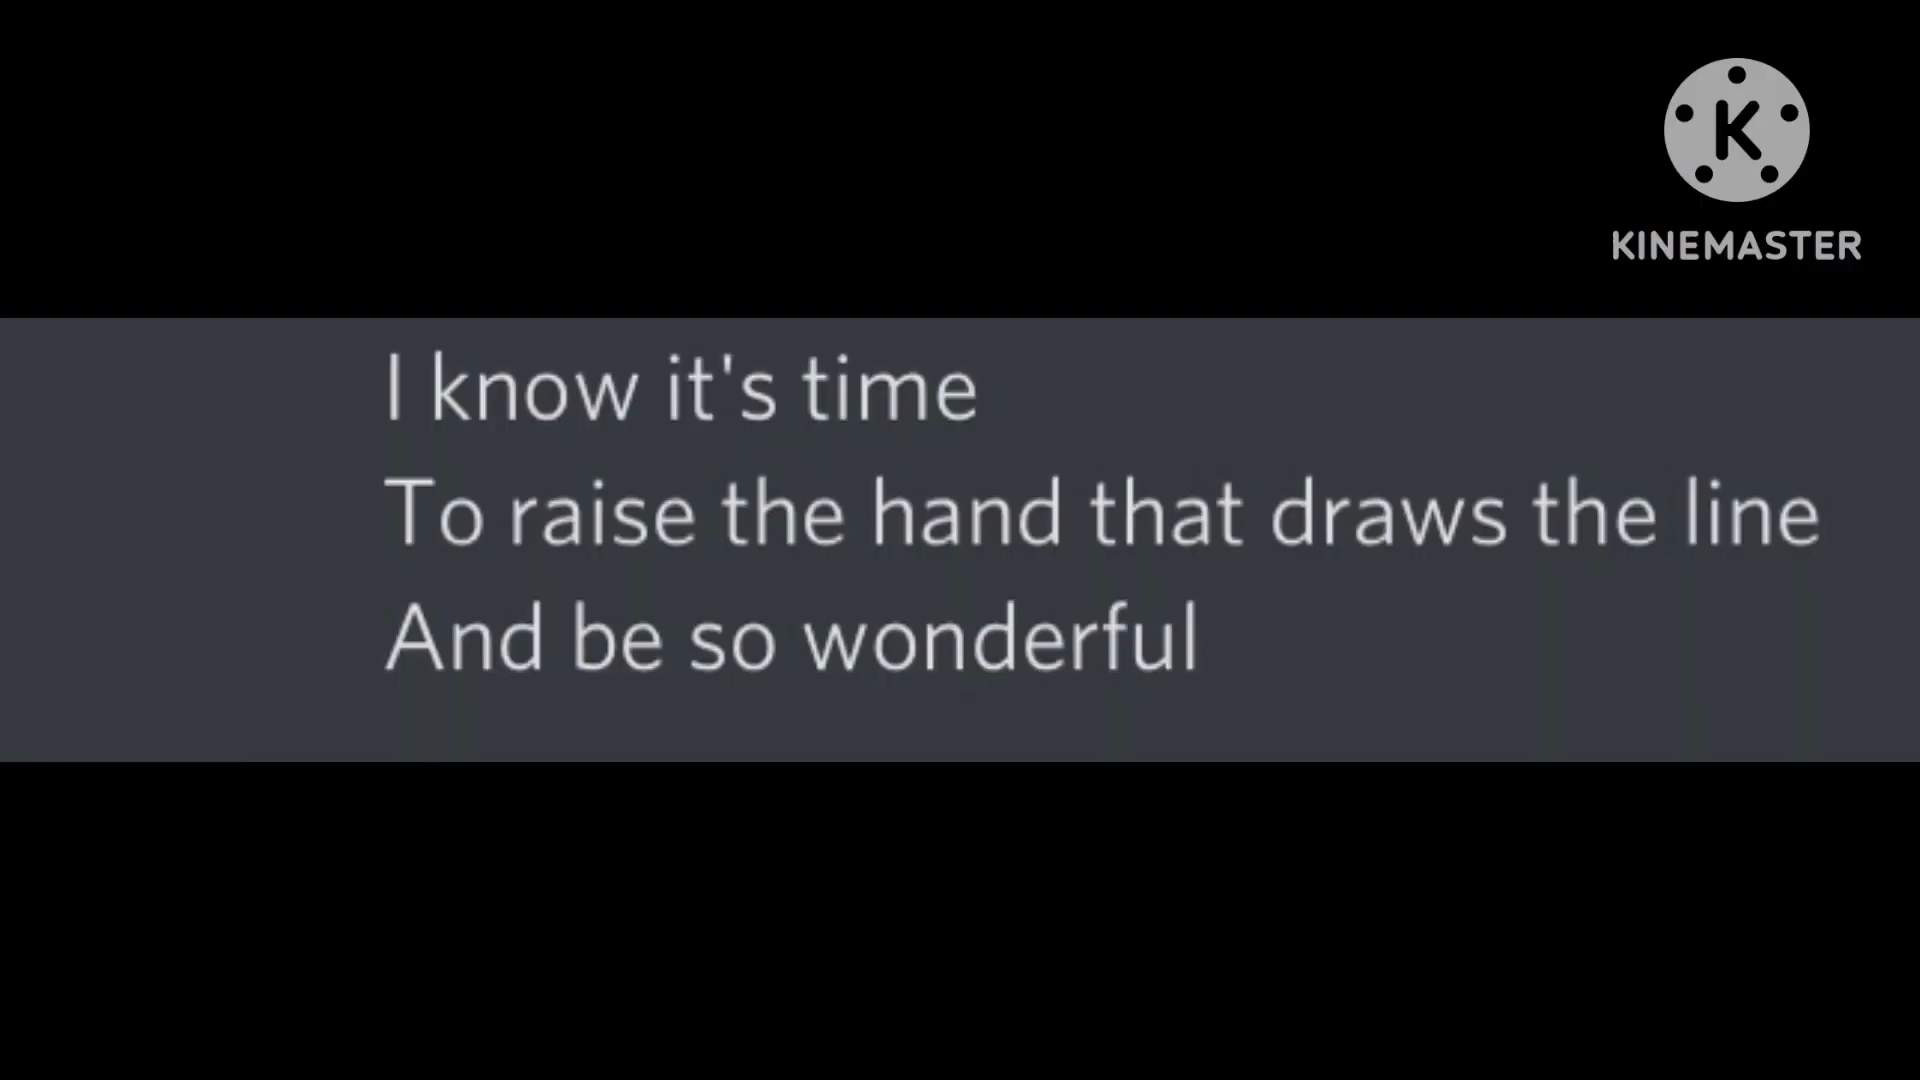 K
KINEMASTER
I know it's time
To raise the hand that draws the line
And be so wonderful